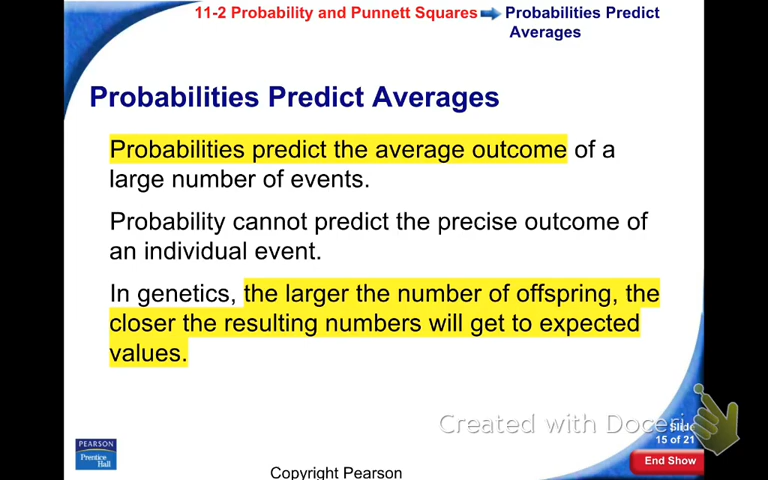 11-2 Probability and Punnett Squares Probabilities Predict
Averages
Probabilities Predict Averages
Probabilities predict the average outcome of a
large number of events.
Probability cannot predict the precise outcome of
an individual event.
In genetics, the larger the number of offspring, the
closer the resulting numbers will get to expected
values.
Created with Doceri
Slide
15 of 21
End Show
PEARSON
Prentice
Hall
Copyright Pearson